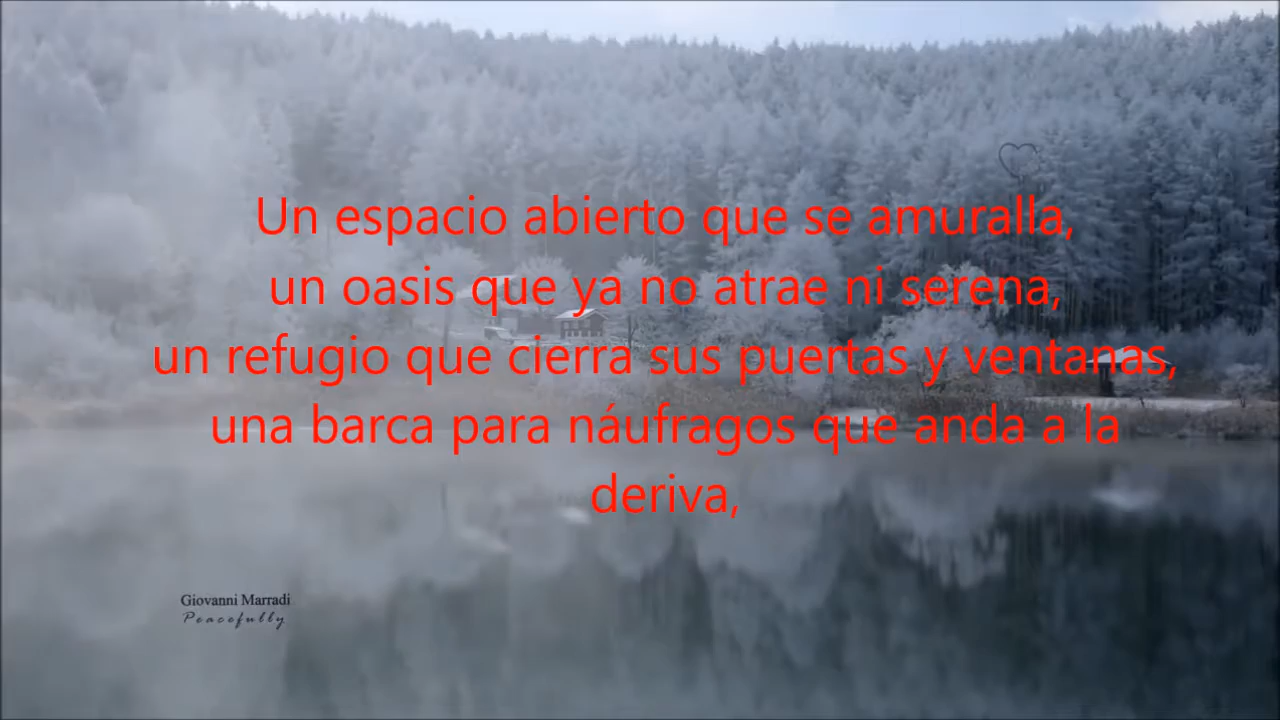 Un espacio abierto que se amuralla,
un oasis que ya no atrae ni serena,
un refugio que cierra sus puertas y ventanas,
una barca para náufragos que anda a la
deriva,
Giovanni Marradi
Peacefully